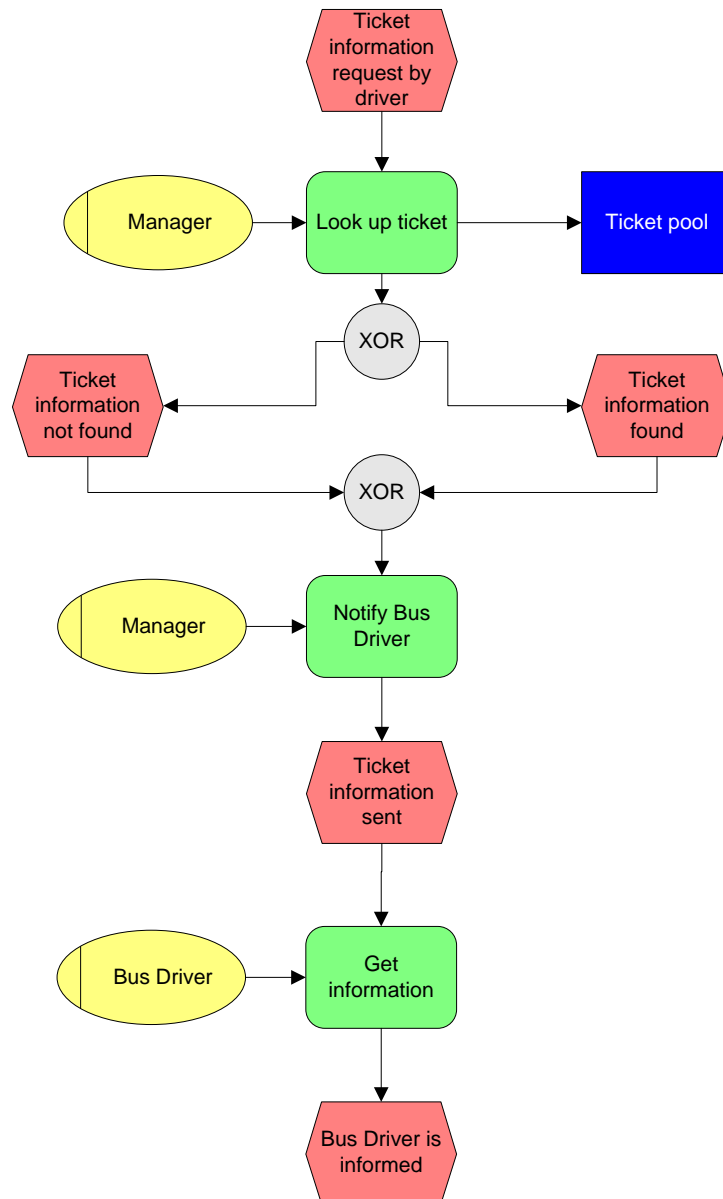 Ticket
information
request by
driver
Manager
Look up ticket
Ticket pool
XOR
Ticket
information
not found
Ticket
information
found
XOR
Manager
Notify Bus
Driver
Ticket
information
sent
Bus Driver
Get
information
Bus Driver is
informed